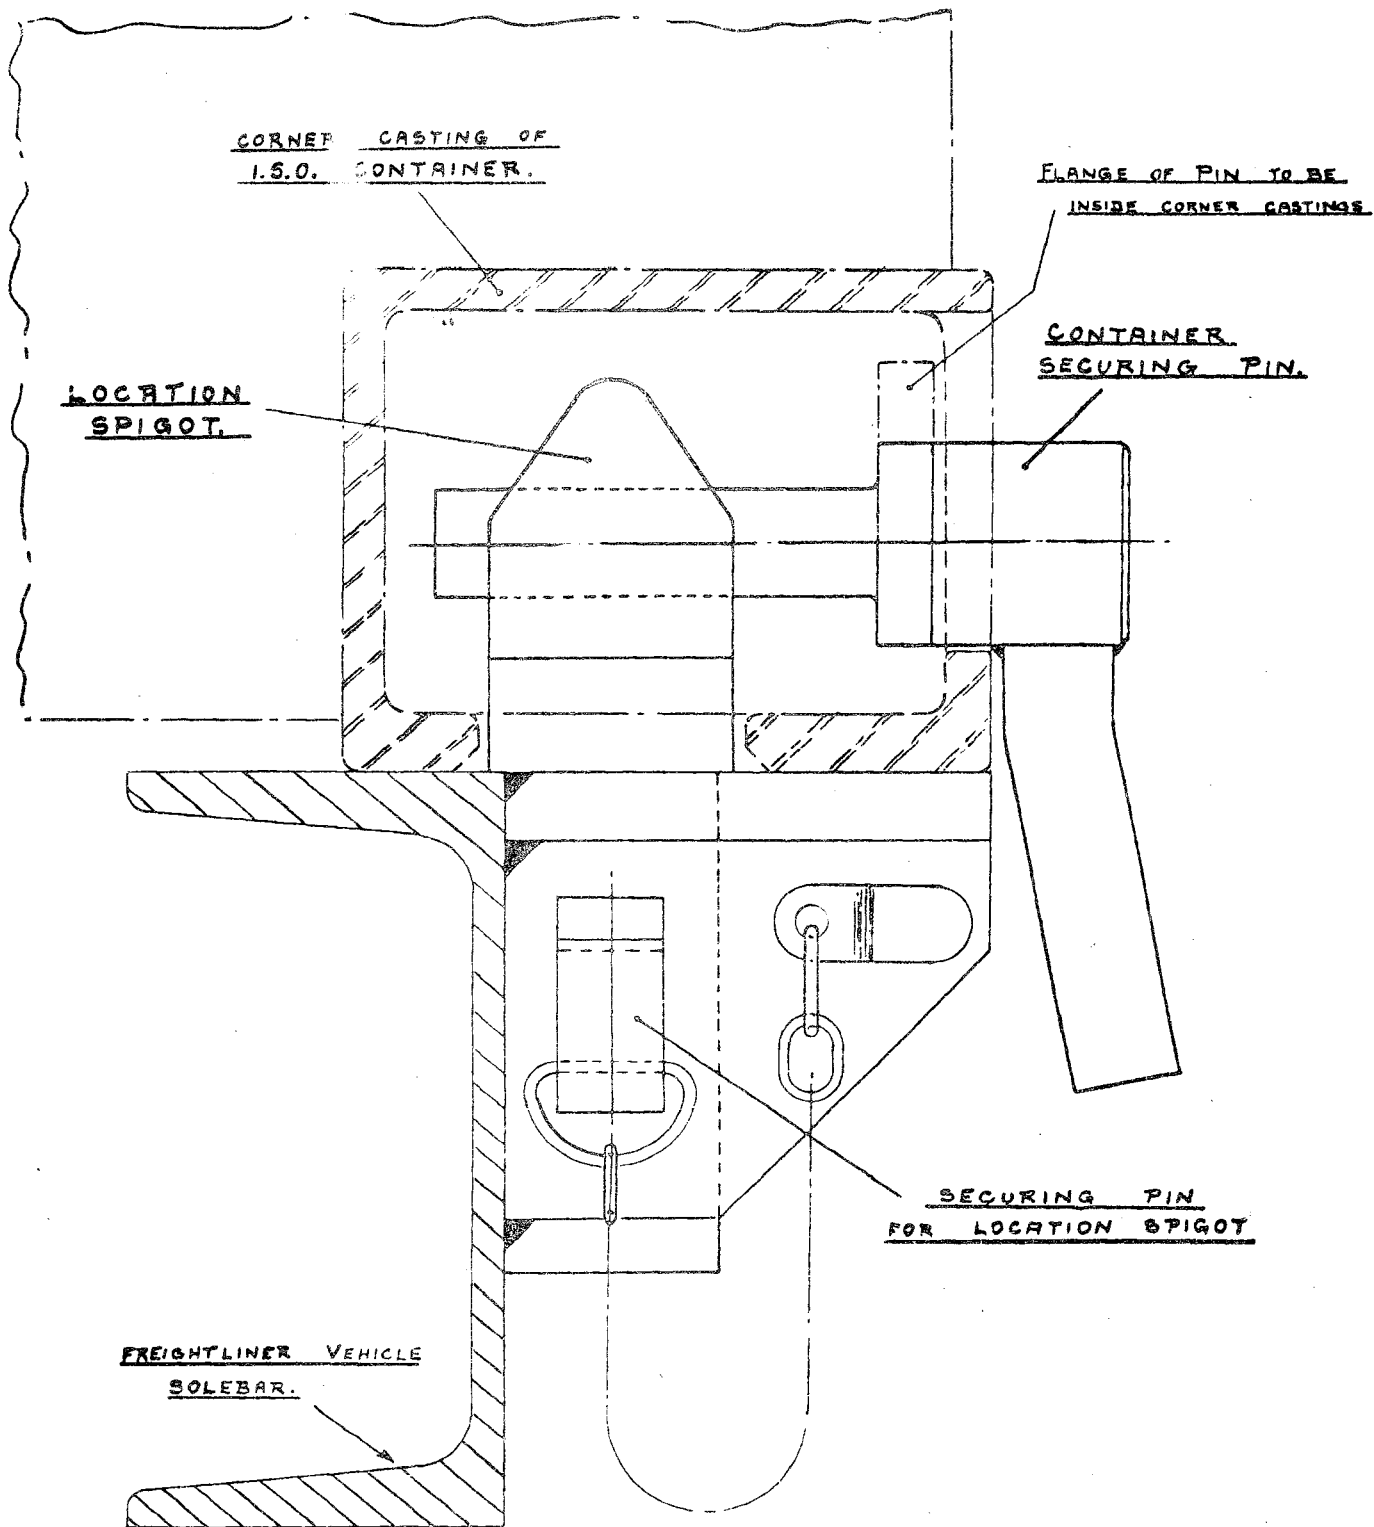 CORNER CASTING OF
I.S.O. CONTAINER.
FLANGE OF PIN TO BE
INSIDE CORNER CASTINGS
CONTAINER
SECURING PIN.
LOCATION
SPIGOT.
SECURING PIN
FOR LOCATION SPIGOT
FREIGHTLINER VEHICLE
SOLEBAR.